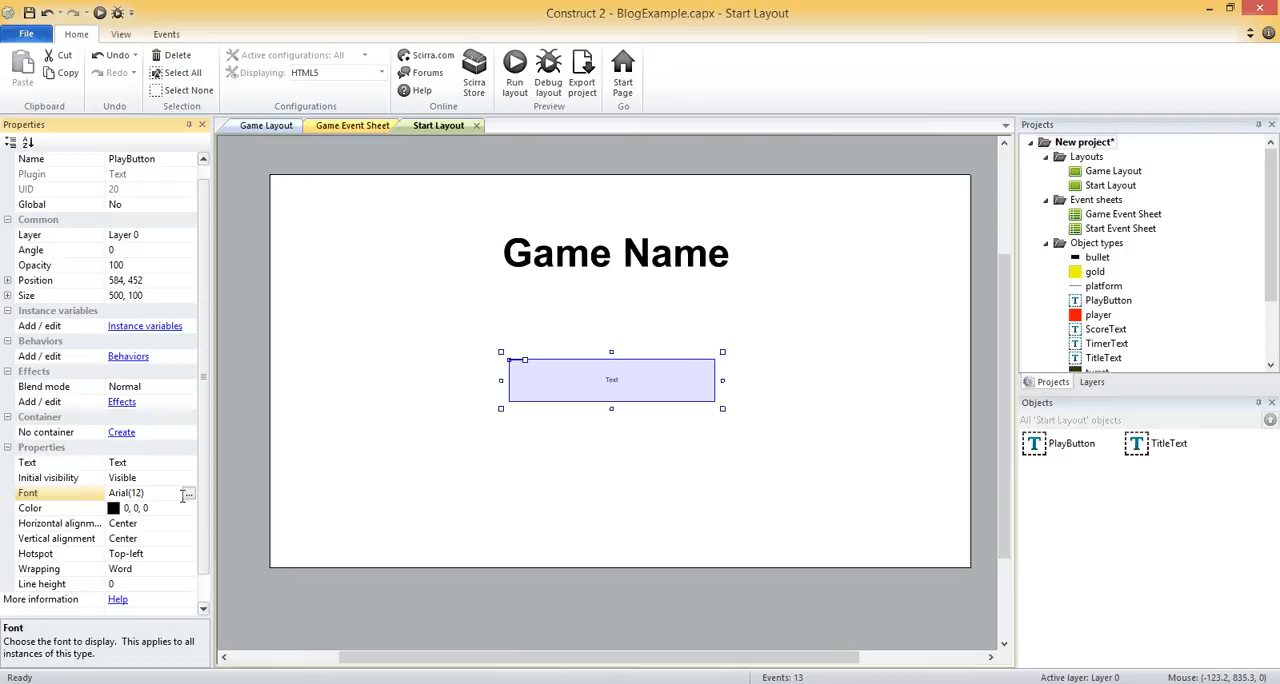 Construct 2 - BlogExample.capx - Start Layout
File Home View Events
Paste Cut Copy Clipboard
Undo Redo Undo
Delete Select All Select None Selection
Active configurations: All
Displaying: HTML5
Configurations
Scirra.com Forums Help Scirra Store Online
Run layout Debug layout Export project Preview
Start Page Go
Properties
Name PlayButton
Plugin Text
UID 20
Global No
Common
Layer Layer 0
Angle 0
Opacity 100
Position 584, 452
Size 500, 100
Instance variables
Add / edit Instance variables
Behaviors
Add / edit Behaviors
Effects
Blend mode Normal
Add / edit Effects
Container
No container Create
Properties
Text Text
Initial visibility Visible
Font Arial(12) ...
Color 0, 0, 0
Horizontal alignm... Center
Vertical alignment Center
Hotspot Top-left
Wrapping Word
Line height 0
More information Help
Font
Choose the font to display. This applies to all
instances of this type.
Game Layout Game Event Sheet Start Layout
Game Name
Text
Projects
New project*
Layouts
Game Layout
Start Layout
Event sheets
Game Event Sheet
Start Event Sheet
Object types
bullet
gold
platform
PlayButton
player
ScoreText
TimerText
TitleText
Projects Layers
Objects
All 'Start Layout' objects
T PlayButton T TitleText
Ready Events: 13 Active layer: Layer 0 Mouse: (-123.2, 835.3, 0)